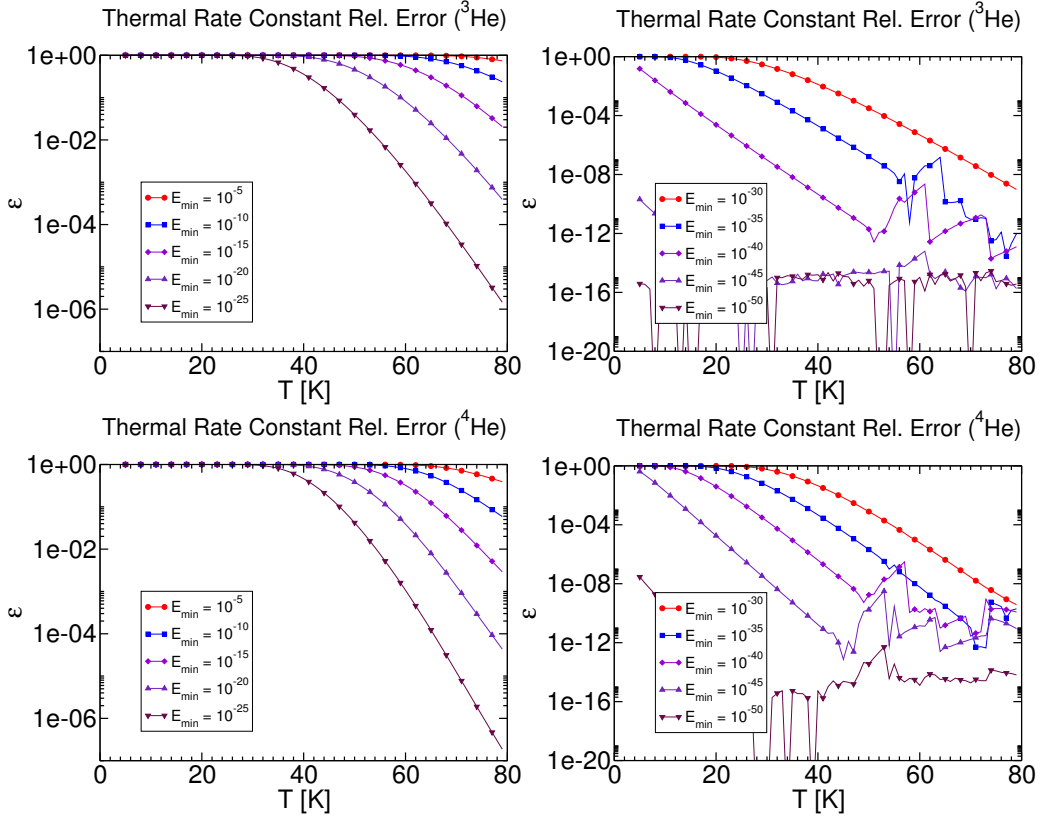 Thermal Rate Constant Rel. Error (³He)
1e+00
1e-02
1e-04
1e-06
ε
E_min = 10^-5
E_min = 10^-10
E_min = 10^-15
E_min = 10^-20
E_min = 10^-25
0 20 40 60 80
T [K]
Thermal Rate Constant Rel. Error (³He)
1e+00
1e-04
1e-08
1e-12
1e-16
1e-20
ε
E_min = 10^-30
E_min = 10^-35
E_min = 10^-40
E_min = 10^-45
E_min = 10^-50
0 20 40 60 80
T [K]
Thermal Rate Constant Rel. Error (⁴He)
1e+00
1e-02
1e-04
1e-06
ε
E_min = 10^-5
E_min = 10^-10
E_min = 10^-15
E_min = 10^-20
E_min = 10^-25
0 20 40 60 80
T [K]
Thermal Rate Constant Rel. Error (⁴He)
1e+00
1e-04
1e-08
1e-12
1e-16
1e-20
ε
E_min = 10^-30
E_min = 10^-35
E_min = 10^-40
E_min = 10^-45
E_min = 10^-50
0 20 40 60 80
T [K]